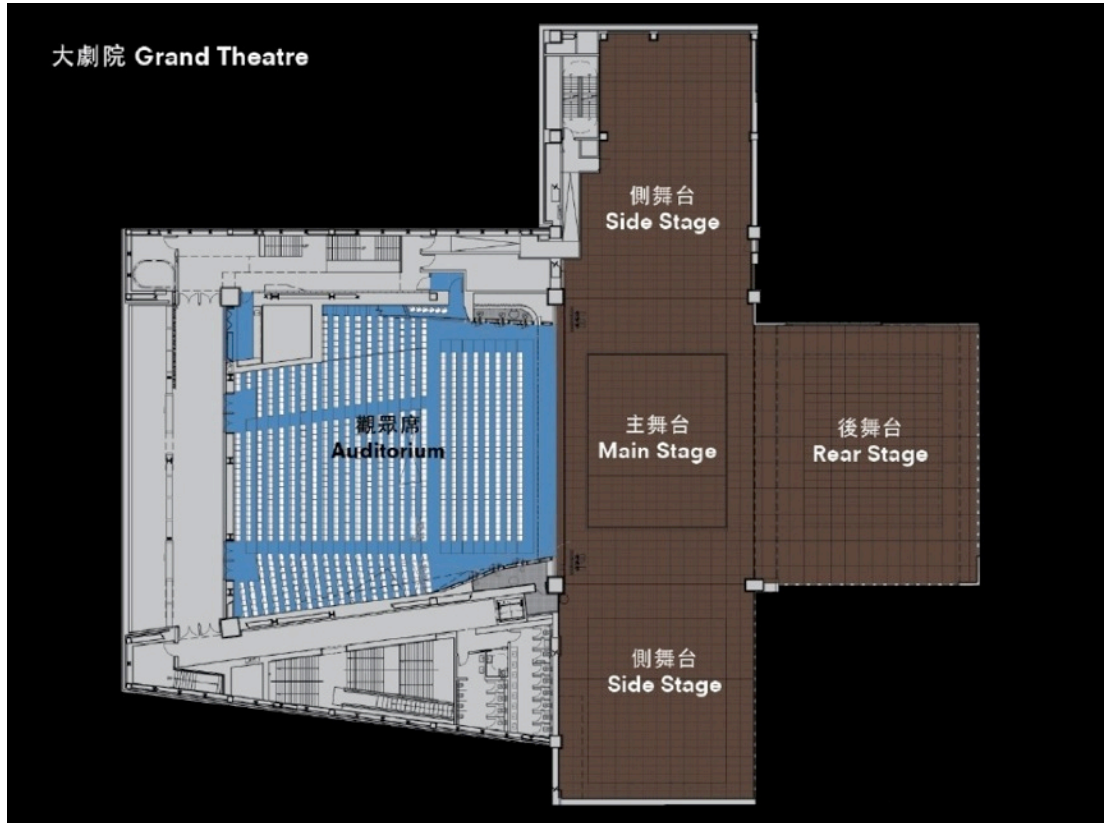 大劇院 Grand Theatre
側舞台
Side Stage
觀眾席
Auditorium
主舞台
Main Stage
後舞台
Rear Stage
側舞台
Side Stage